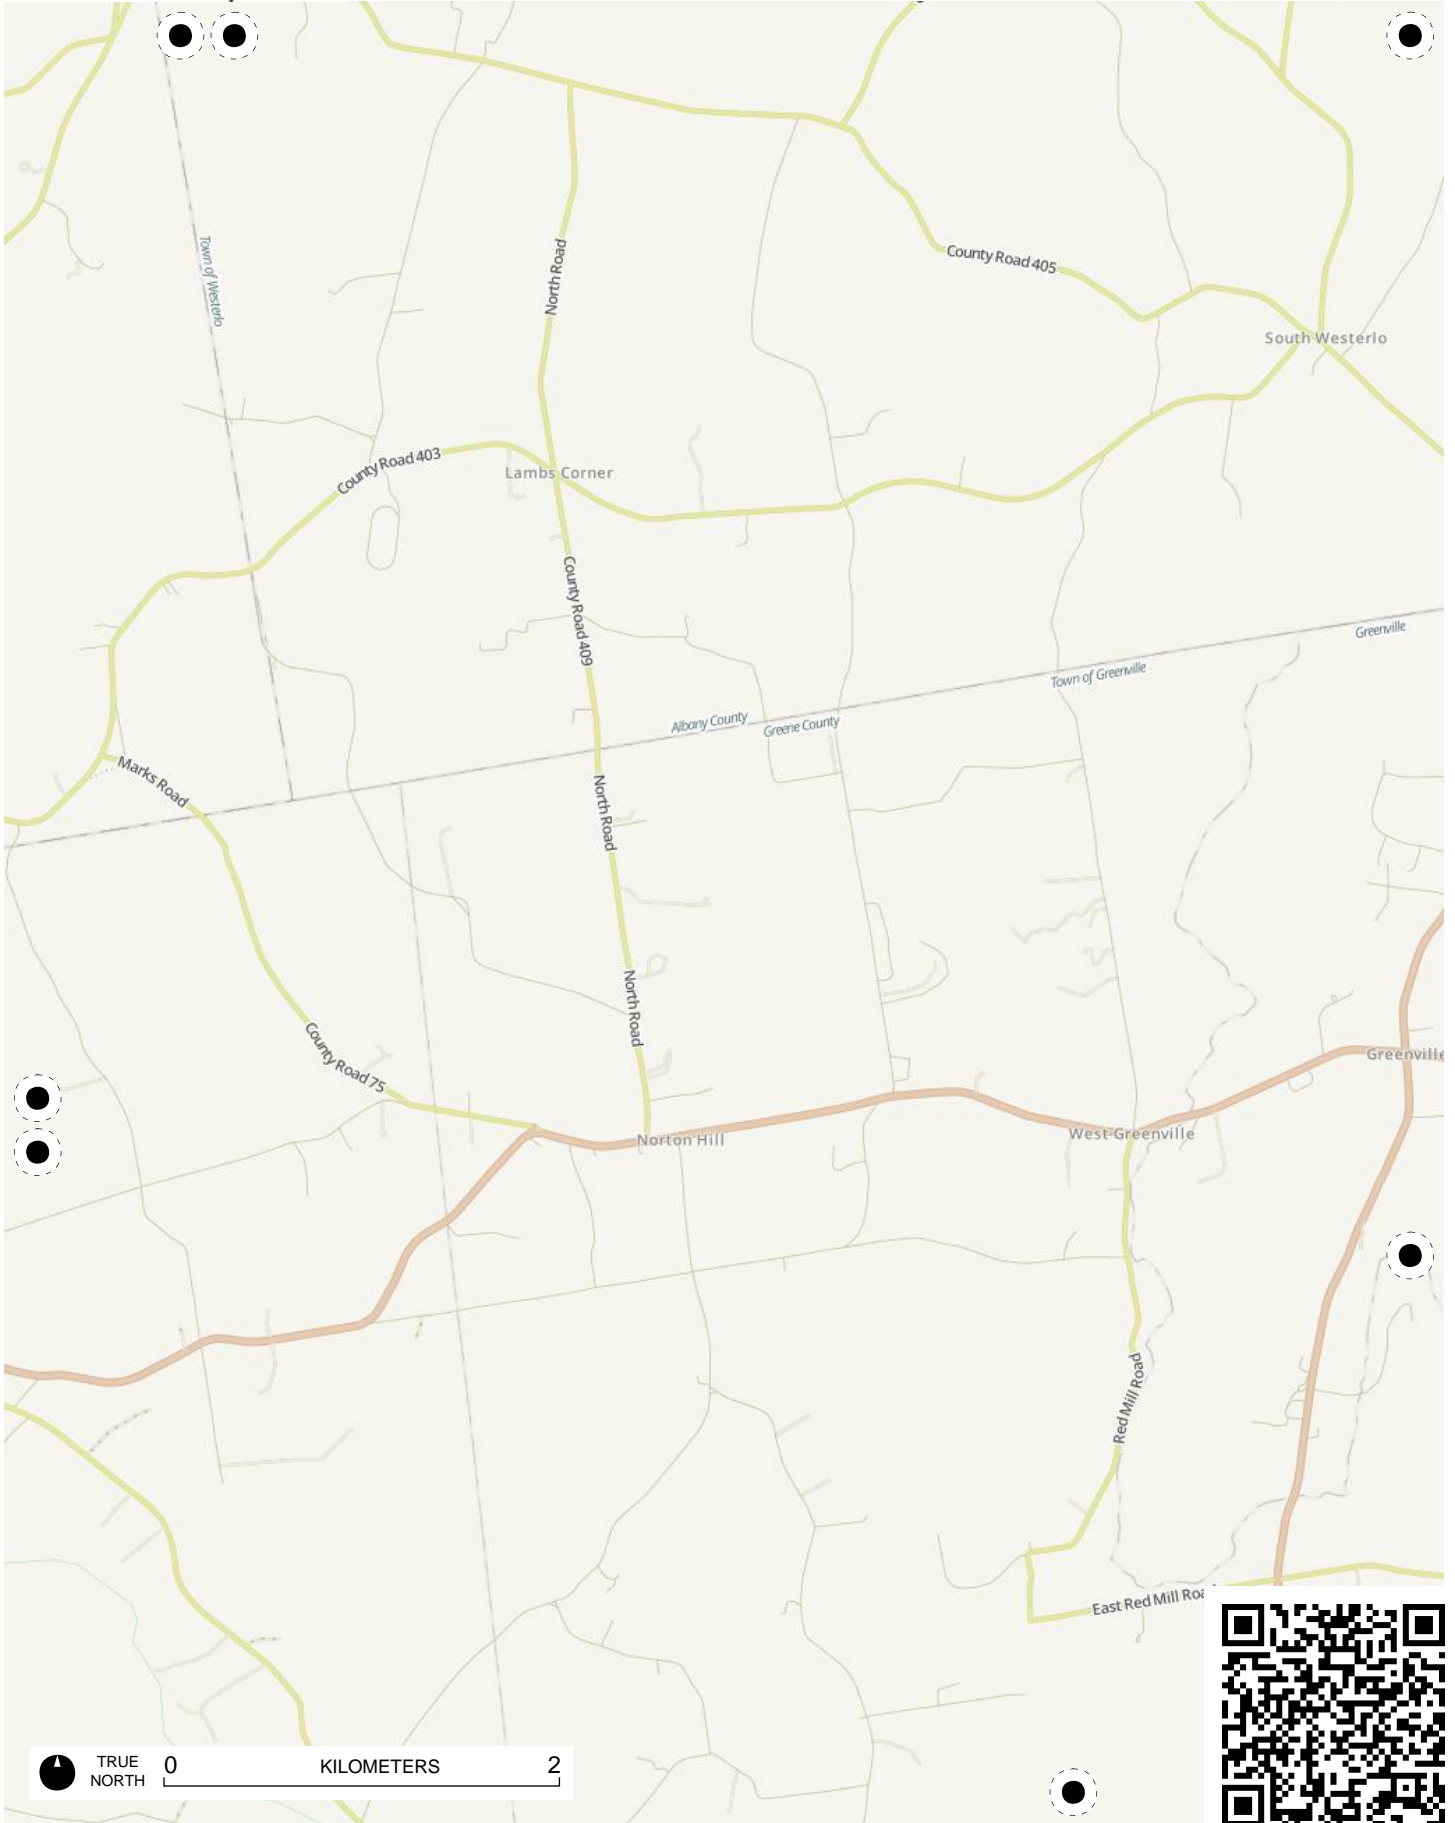 Town of Westerlo
North Road
County Road 405
South Westerlo
County Road 403
Lambs Corner
County Road 409
Greenville
Town of Greenville
Albany County
Greene County
Marks Road
North Road
North Road
County Road 75
Greenville
West Greenville
Norton Hill
Red Mill Road
East Red Mill Road
TRUE
NORTH
0 KILOMETERS 2